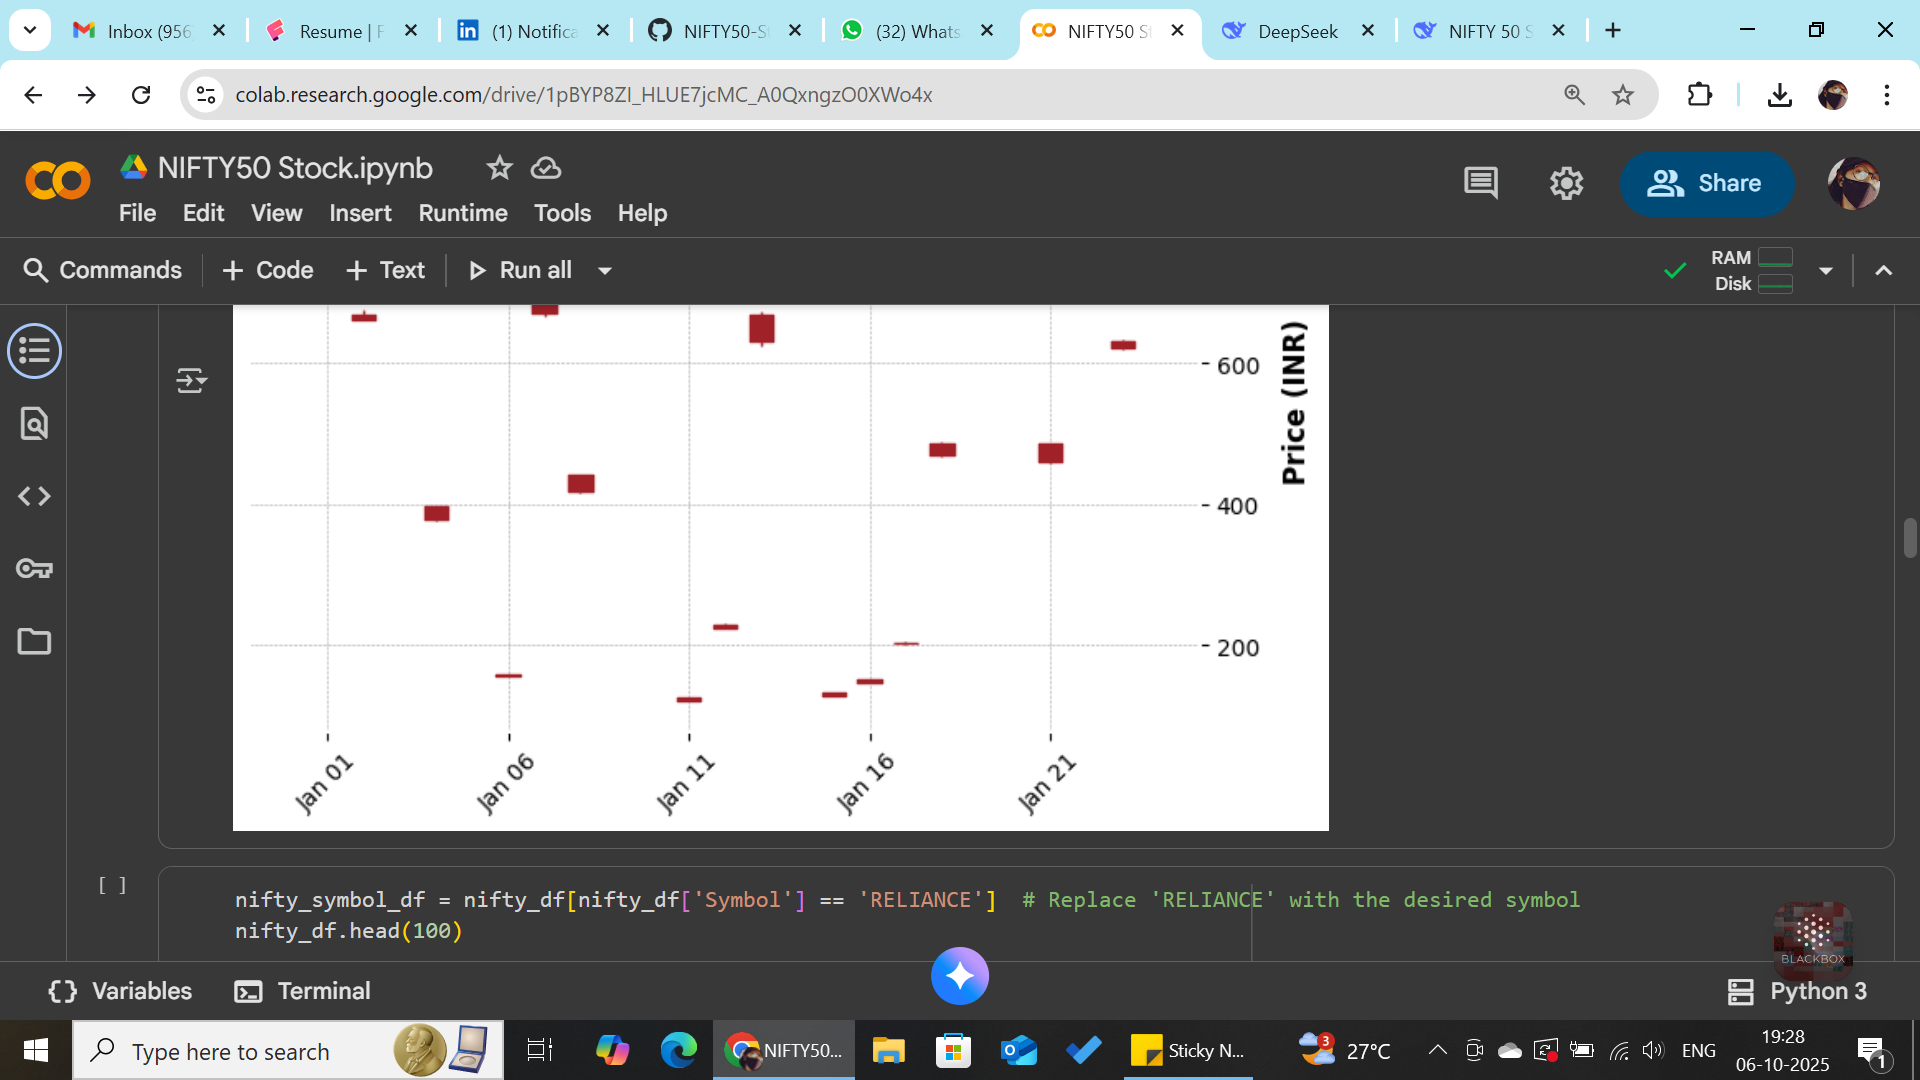 Inbox (956
Resume | F
(1) Notifica
NIFTY50-S
(32) Whats
NIFTY50 S
DeepSeek
NIFTY 50 S
colab.research.google.com/drive/1pBYP8ZI_HLUE7jcMC_A0QxngzO0XWo4x
NIFTY50 Stock.ipynb
Share
File Edit View Insert Runtime Tools Help
Commands + Code + Text Run all
RAM
Disk
600
400
200
Price (INR)
Jan 01
Jan 06
Jan 11
Jan 16
Jan 21
[ ]
nifty_symbol_df = nifty_df[nifty_df['Symbol'] == 'RELIANCE'] # Replace 'RELIANCE' with the desired symbol
nifty_df.head(100)
BLACKBOX
Variables Terminal
Python 3
Type here to search
NIFTY50...
Sticky N...
3
27°C
ENG
19:28
06-10-2025
1